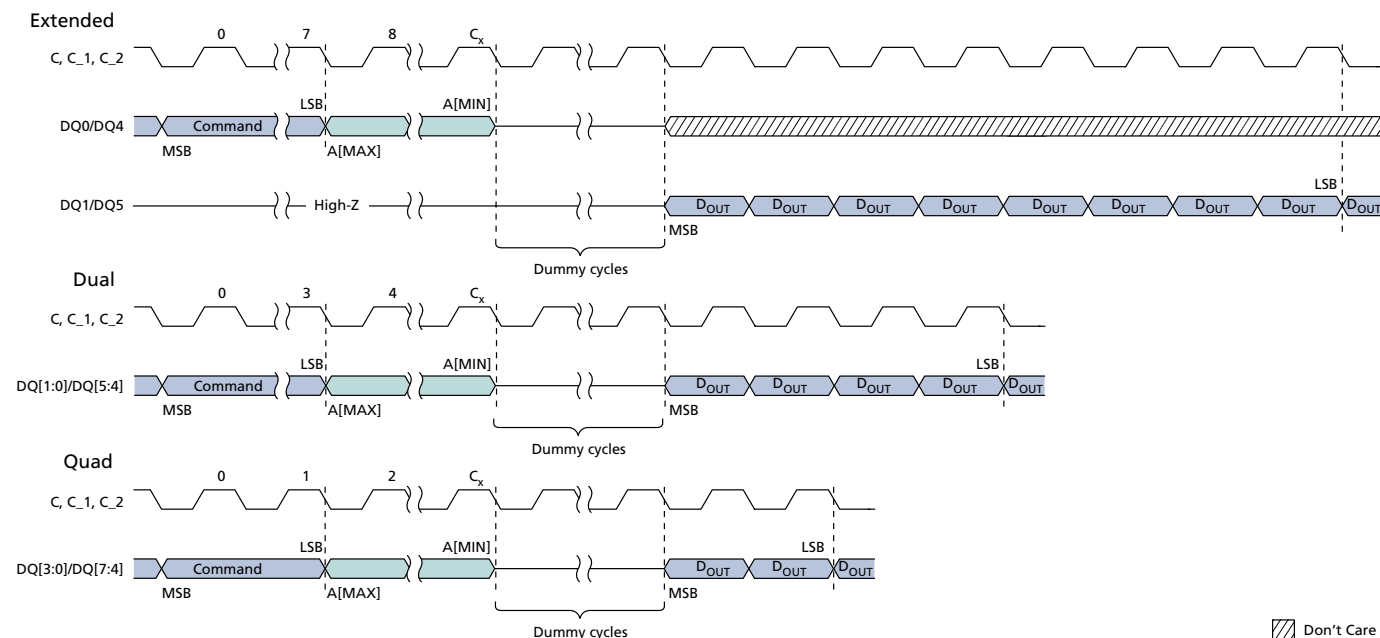 Extended
0 7 8 Cx
C, C_1, C_2
LSB A[MIN]
DQ0/DQ4 Command
MSB A[MAX]
LSB
DQ1/DQ5 High-Z DOUT DOUT DOUT DOUT DOUT DOUT DOUT DOUT DOUT
MSB
Dummy cycles
Dual
0 3 4 Cx
C, C_1, C_2
LSB A[MIN] LSB
DQ[1:0]/DQ[5:4] Command DOUT DOUT DOUT DOUT DOUT
MSB A[MAX] MSB
Dummy cycles
Quad
0 1 2 Cx
C, C_1, C_2
LSB A[MIN] LSB
DQ[3:0]/DQ[7:4] Command DOUT DOUT DOUT
MSB A[MAX] MSB
Dummy cycles
Don't Care